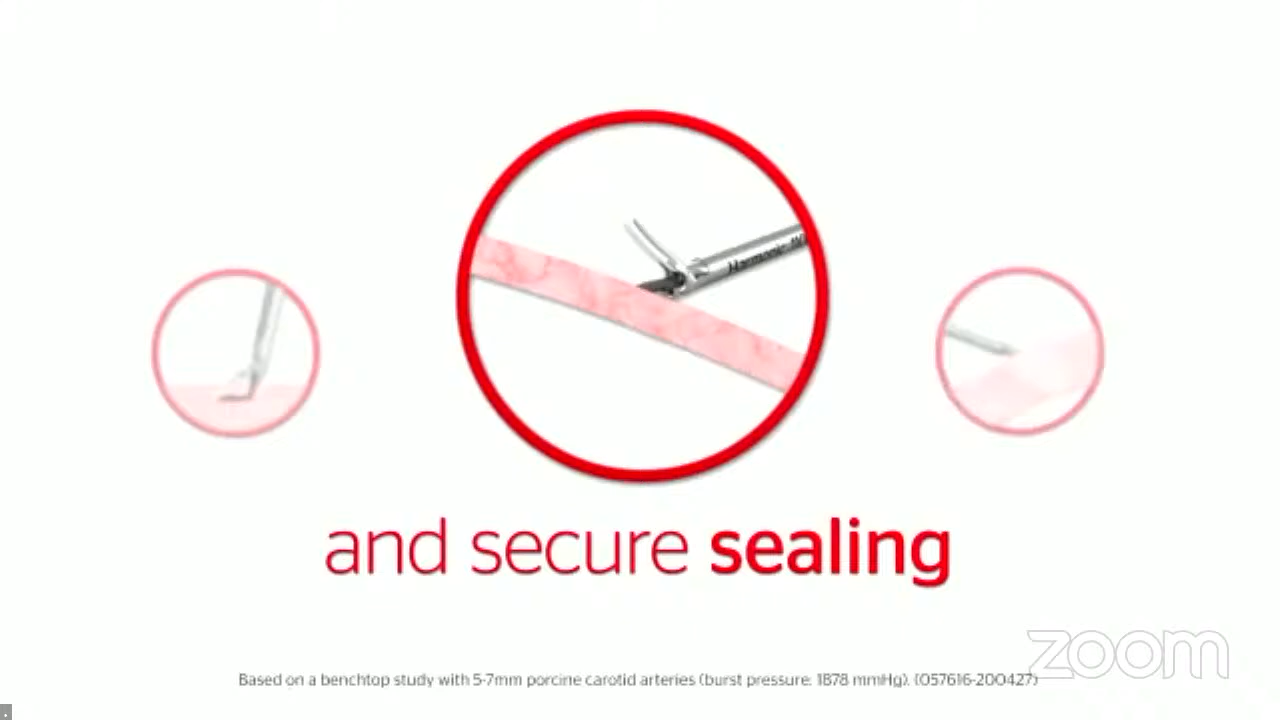 Harmonic
and secure sealing
zoom
Based on a benchtop study with 5-7mm porcine carotid arteries (burst pressure: 1878 mmHg). (057616-200427)